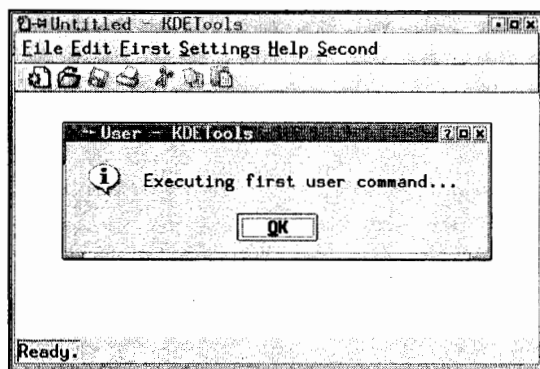 Untitled - KDETools
File Edit First Settings Help Second
User - KDETools
Executing first user command...
OK
Ready.